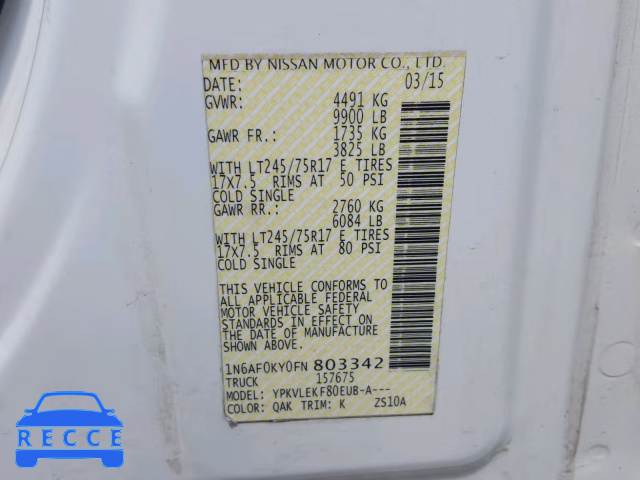 MFD BY NISSAN MOTOR CO., LTD.
DATE: 03/15
GVWR: 4491 KG
9900 LB
GAWR FR.: 1735 KG
3825 LB
WITH LT245/75R17 E TIRES
17X7.5 RIMS AT 50 PSI
COLD SINGLE
GAWR RR.: 2760 KG
6084 LB
WITH LT245/75R17 E TIRES
17X7.5 RIMS AT 80 PSI
COLD SINGLE
THIS VEHICLE CONFORMS TO
ALL APPLICABLE FEDERAL
MOTOR VEHICLE SAFETY
STANDARDS IN EFFECT ON
THE DATE OF MANUFACTURE
SHOWN ABOVE.
1N6AF0KY0FN 803342
TRUCK 157675
MODEL: YPKVLEKF80EUB-A---
COLOR: QAK TRIM: K ZS10A
RECCE